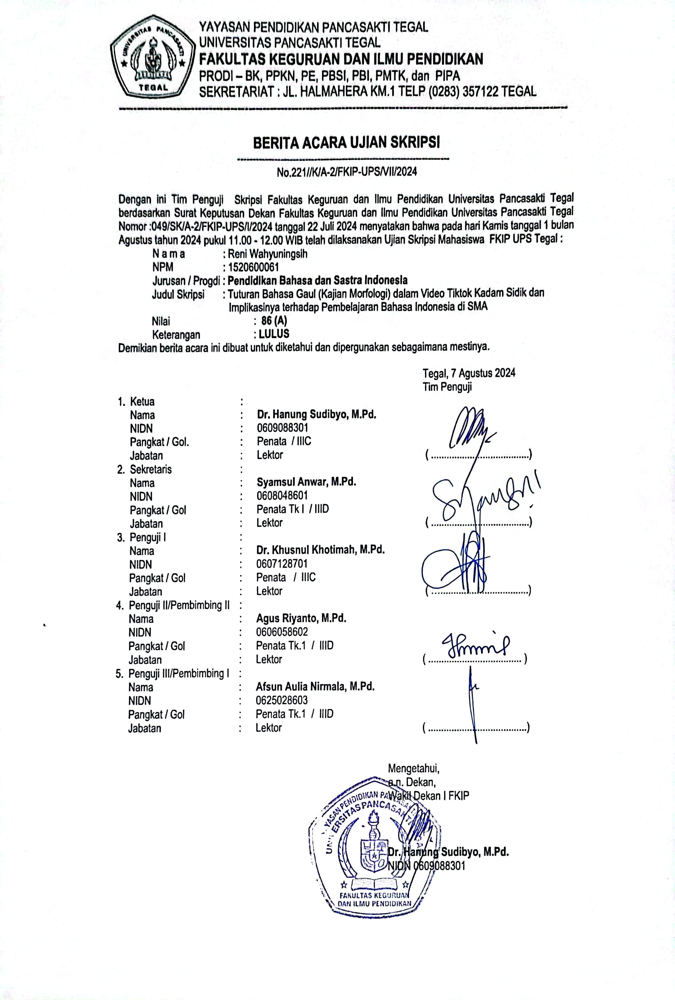 UNIVERSITAS PANCASAKTI
TEGAL
YAYASAN PENDIDIKAN PANCASAKTI TEGAL
UNIVERSITAS PANCASAKTI TEGAL
FAKULTAS KEGURUAN DAN ILMU PENDIDIKAN
PRODI – BK, PPKN, PE, PBSI, PBI, PMTK, dan PIPA
SEKRETARIAT : JL. HALMAHERA KM.1 TELP (0283) 357122 TEGAL
BERITA ACARA UJIAN SKRIPSI
No.221//K/A-2/FKIP-UPS/VII/2024
Dengan ini Tim Penguji Skripsi Fakultas Keguruan dan Ilmu Pendidikan Universitas Pancasakti Tegal
berdasarkan Surat Keputusan Dekan Fakultas Keguruan dan Ilmu Pendidikan Universitas Pancasakti Tegal
Nomor :049/SK/A-2/FKIP-UPS/I/2024 tanggal 22 Juli 2024 menyatakan bahwa pada hari Kamis tanggal 1 bulan
Agustus tahun 2024 pukul 11.00 - 12.00 WIB telah dilaksanakan Ujian Skripsi Mahasiswa FKIP UPS Tegal :
N a m a : Reni Wahyuningsih
NPM : 1520600061
Jurusan / Progdi : Pendidikan Bahasa dan Sastra Indonesia
Judul Skripsi : Tuturan Bahasa Gaul (Kajian Morfologi) dalam Video Tiktok Kadam Sidik dan
Implikasinya terhadap Pembelajaran Bahasa Indonesia di SMA
Nilai : 86 (A)
Keterangan : LULUS
Demikian berita acara ini dibuat untuk diketahui dan dipergunakan sebagaimana mestinya.
Tegal, 7 Agustus 2024
Tim Penguji
1. Ketua :
Nama : Dr. Hanung Sudibyo, M.Pd.
NIDN : 0609088301
Pangkat / Gol. : Penata / IIIC
Jabatan : Lektor (....................................)
2. Sekretaris :
Nama : Syamsul Anwar, M.Pd.
NIDN : 0608048601
Pangkat / Gol : Penata Tk I / IIID
Jabatan : Lektor (....................................)
3. Penguji I :
Nama : Dr. Khusnul Khotimah, M.Pd.
NIDN : 0607128701
Pangkat / Gol : Penata / IIIC
Jabatan : Lektor (....................................)
4. Penguji II/Pembimbing II :
Nama : Agus Riyanto, M.Pd.
NIDN : 0606058602
Pangkat / Gol : Penata Tk.1 / IIID
Jabatan : Lektor (....................................)
5. Penguji III/Pembimbing I :
Nama : Afsun Aulia Nirmala, M.Pd.
NIDN : 0625028603
Pangkat / Gol : Penata Tk.1 / IIID
Jabatan : Lektor (....................................)
Mengetahui,
a.n. Dekan,
Wakil Dekan I FKIP
Dr. Hanung Sudibyo, M.Pd.
NIDN 0609088301
FAKULTAS KEGURUAN
DAN ILMU PENDIDIKAN